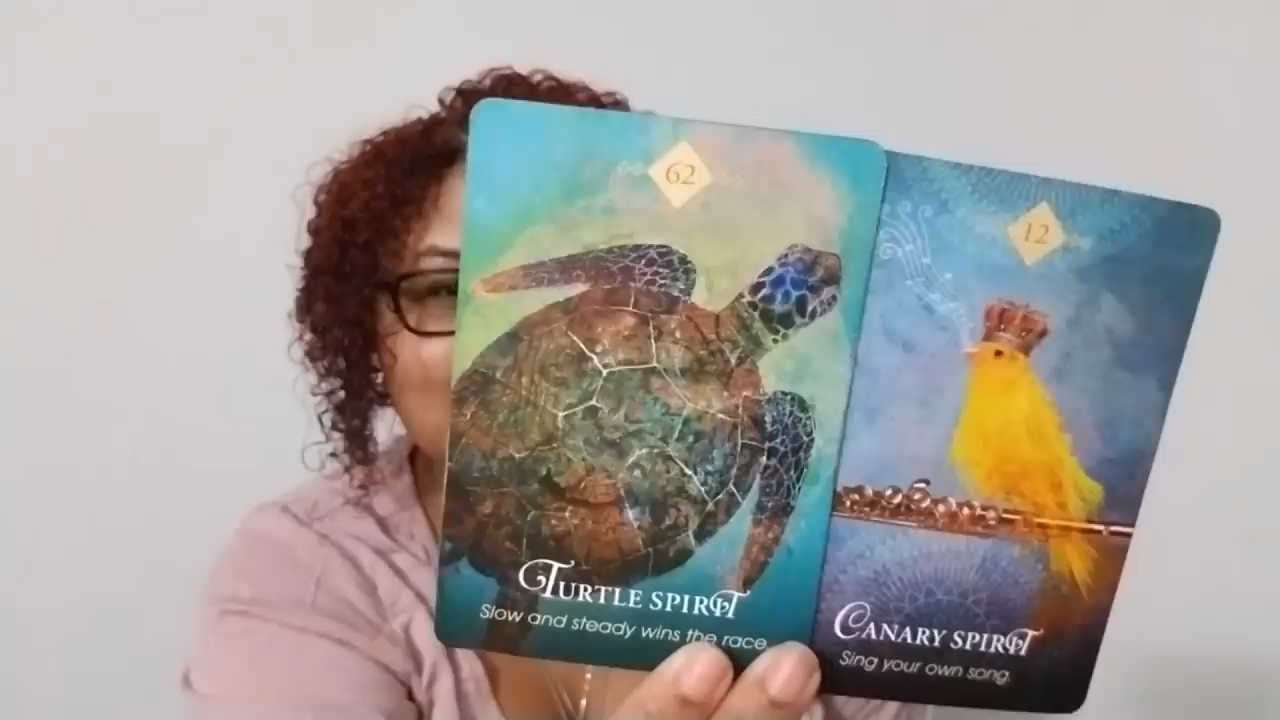 62
TURTLE SPIRIT
Slow and steady wins the race.
12
CANARY SPIRIT
Sing your own song.